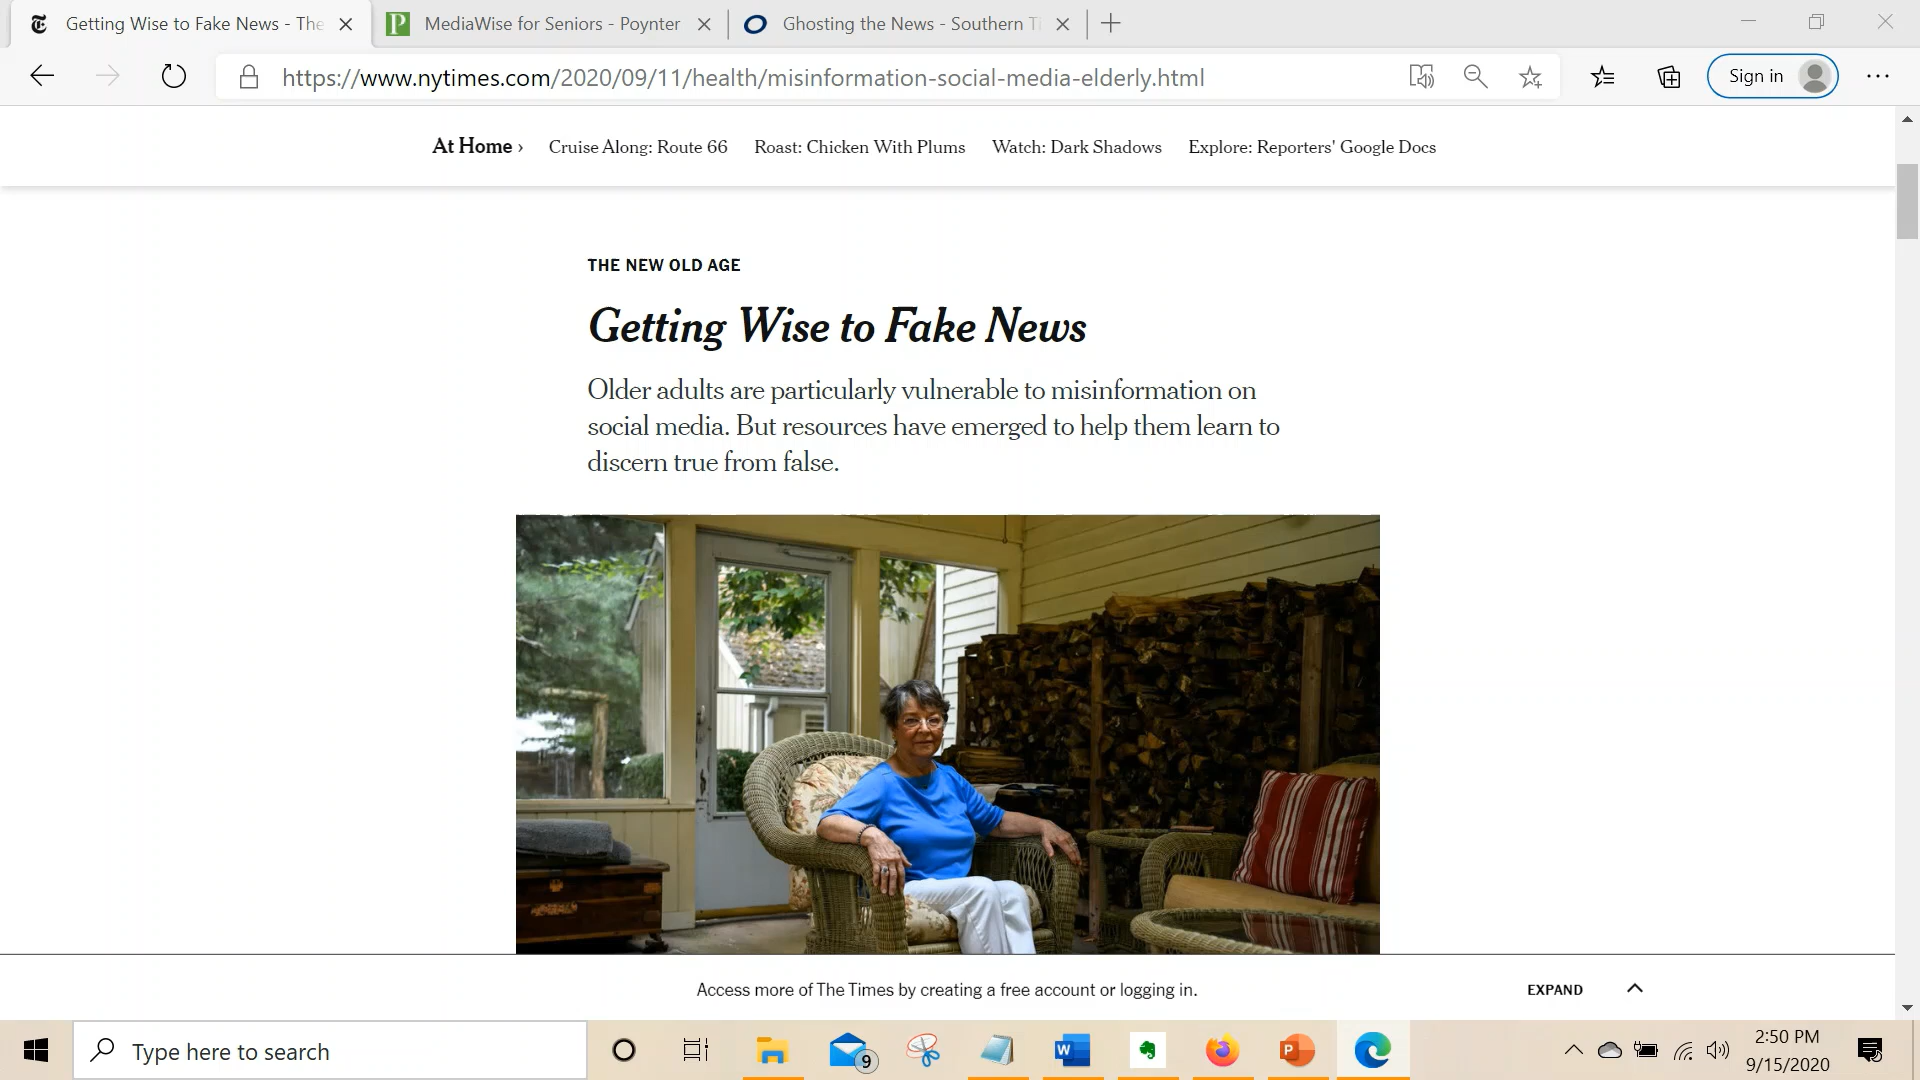 Getting Wise to Fake News - The
MediaWise for Seniors - Poynter
Ghosting the News - Southern Ti
https://www.nytimes.com/2020/09/11/health/misinformation-social-media-elderly.html
Sign in
At Home › Cruise Along: Route 66 Roast: Chicken With Plums Watch: Dark Shadows Explore: Reporters' Google Docs
THE NEW OLD AGE
Getting Wise to Fake News
Older adults are particularly vulnerable to misinformation on
social media. But resources have emerged to help them learn to
discern true from false.
Access more of The Times by creating a free account or logging in.
EXPAND
Type here to search
9
2:50 PM
9/15/2020